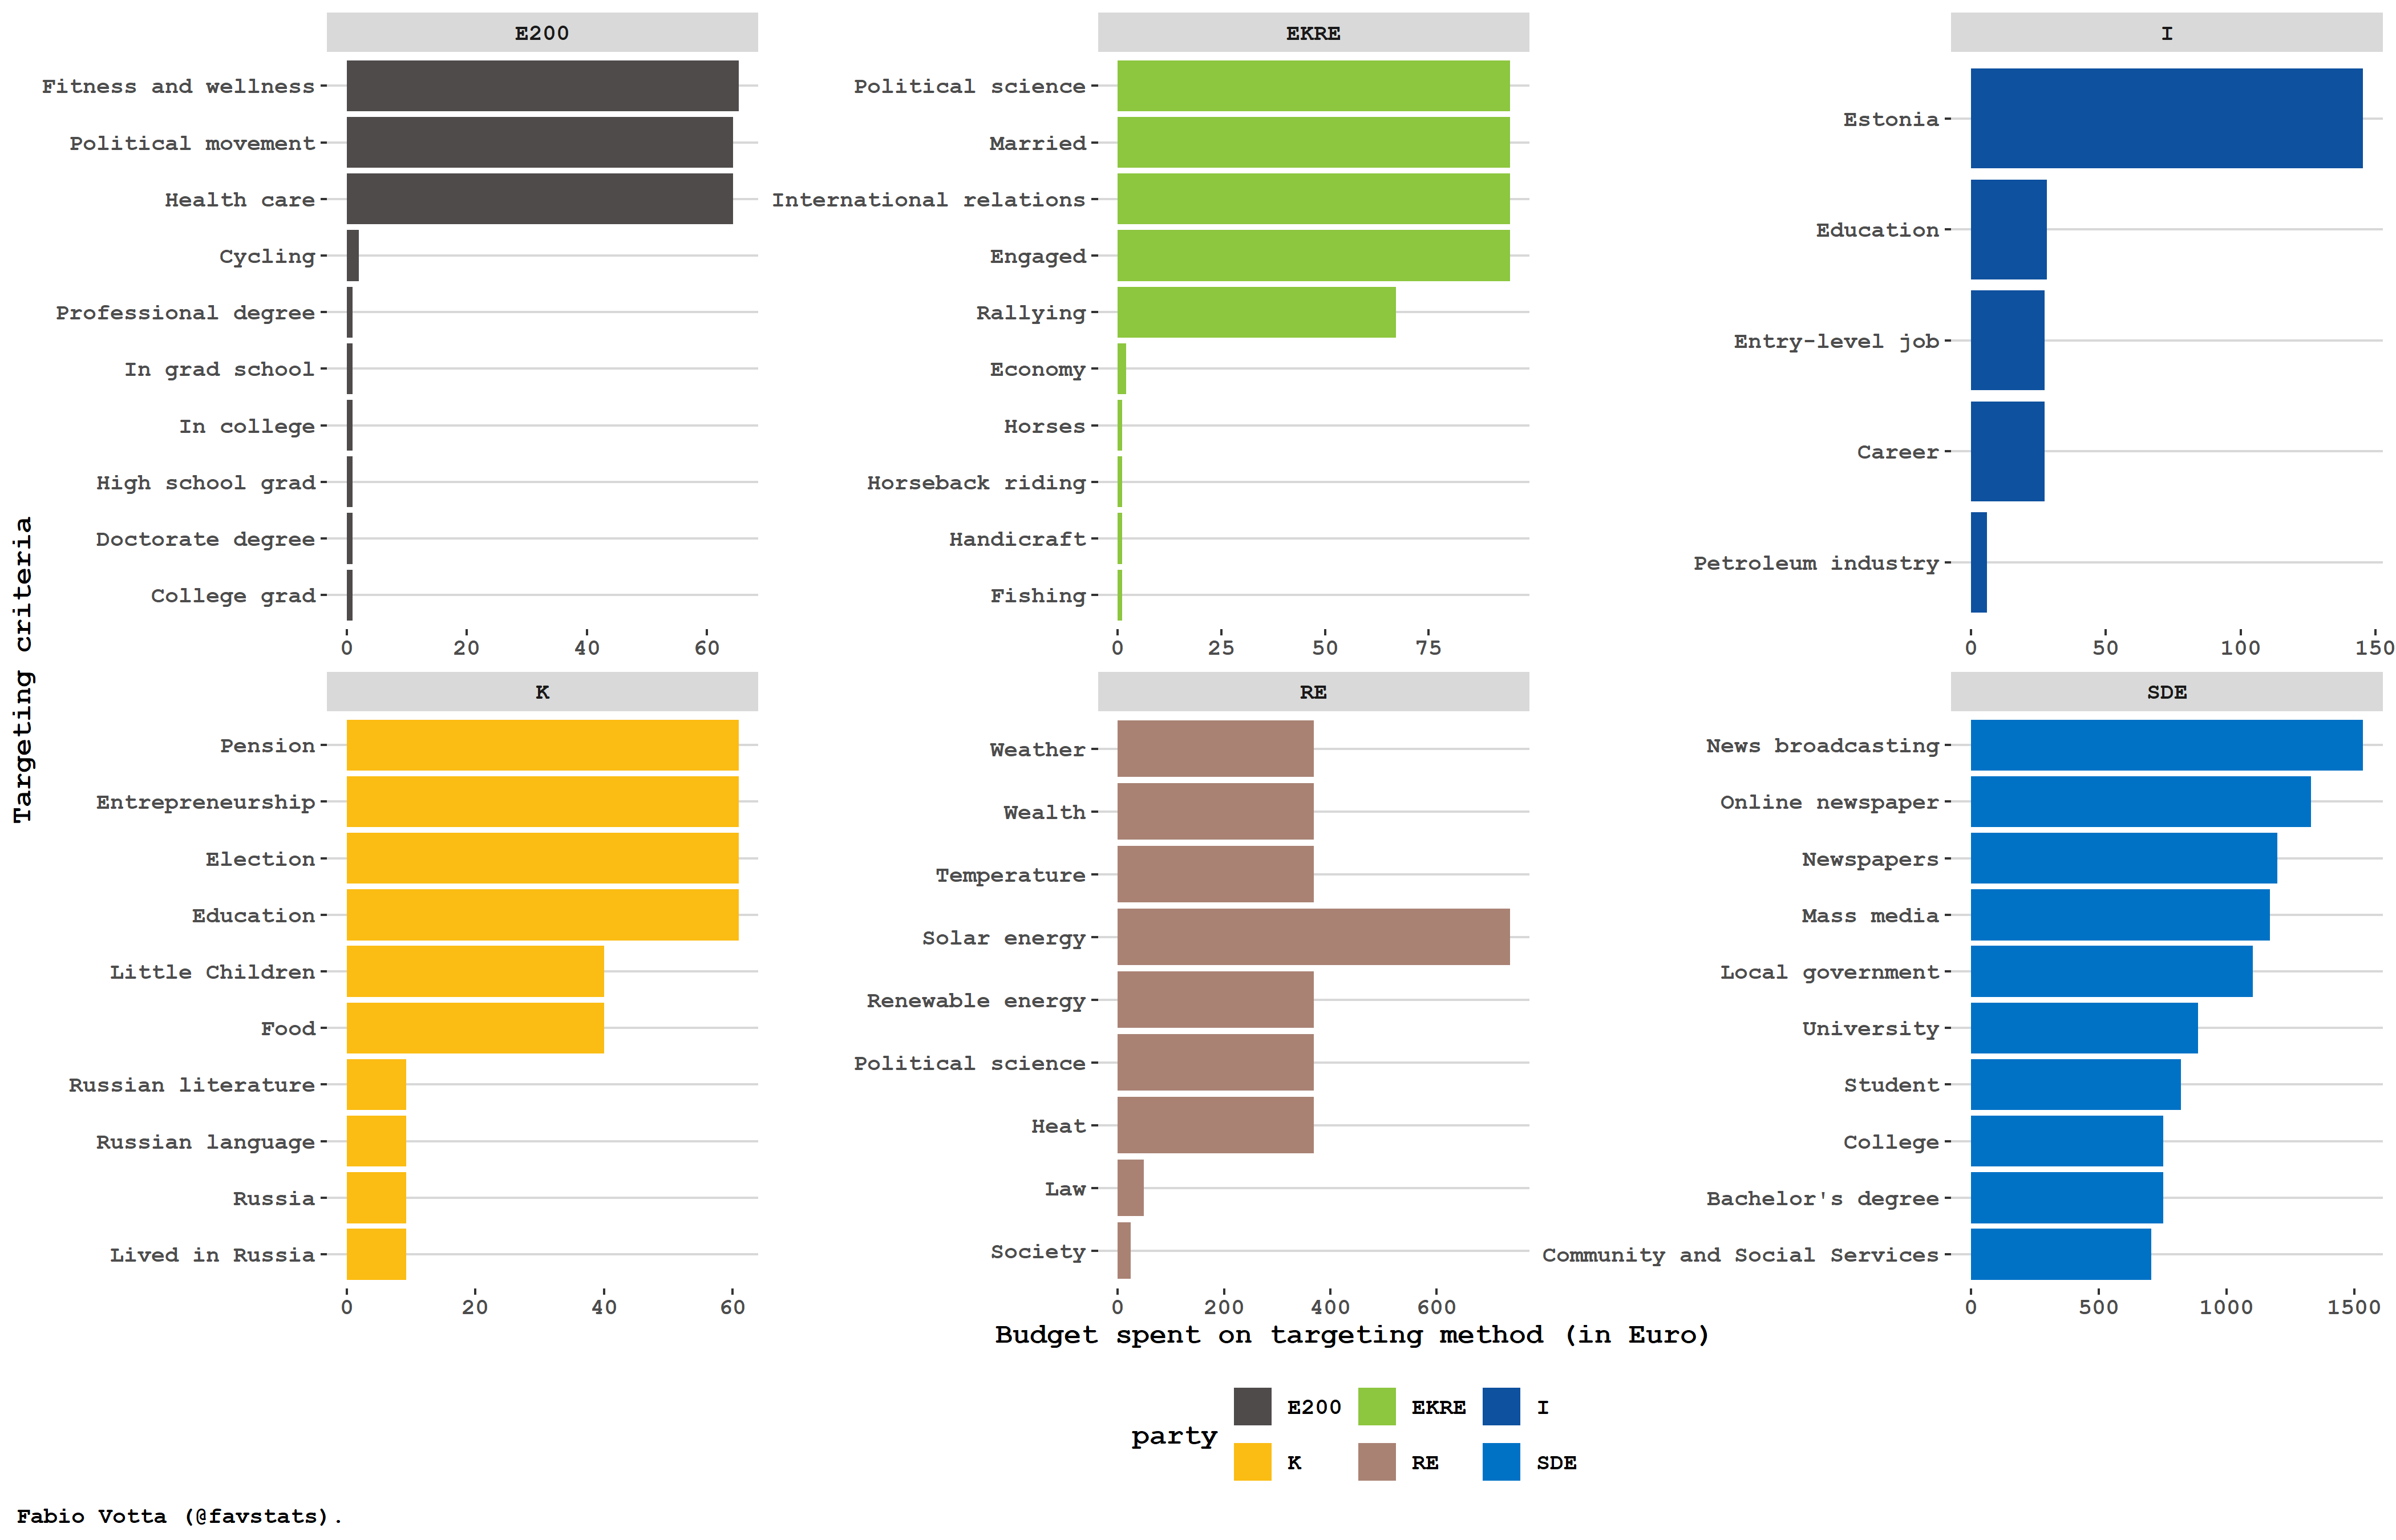 E200
Fitness and wellness
Political movement
Health care
Cycling
Professional degree
In grad school
In college
High school grad
Doctorate degree
College grad
0 20 40 60
EKRE
Political science
Married
International relations
Engaged
Rallying
Economy
Horses
Horseback riding
Handicraft
Fishing
0 25 50 75
I
Estonia
Education
Entry-level job
Career
Petroleum industry
0 50 100 150
Targeting criteria
K
Pension
Entrepreneurship
Election
Education
Little Children
Food
Russian literature
Russian language
Russia
Lived in Russia
0 20 40 60
RE
Weather
Wealth
Temperature
Solar energy
Renewable energy
Political science
Heat
Law
Society
0 200 400 600
SDE
News broadcasting
Online newspaper
Newspapers
Mass media
Local government
University
Student
College
Bachelor's degree
Community and Social Services
0 500 1000 1500
Budget spent on targeting method (in Euro)
party
E200 EKRE I
K RE SDE
Fabio Votta (@favstats).